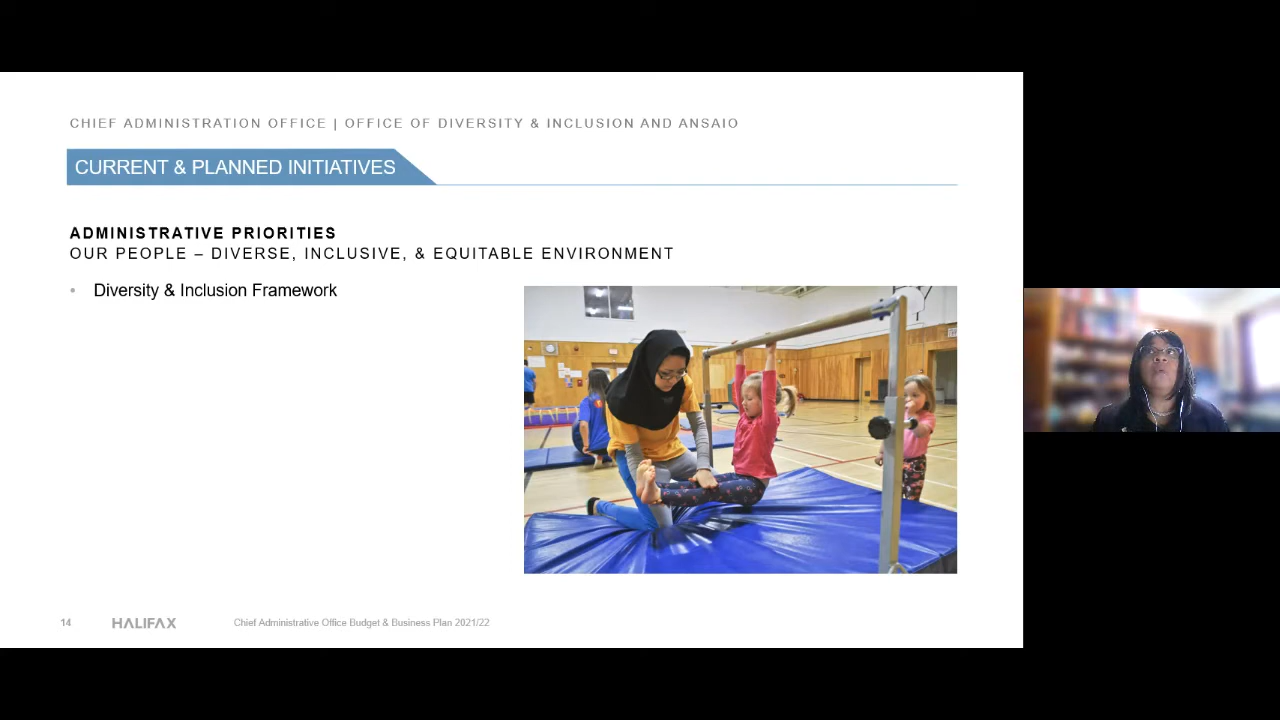 CHIEF ADMINISTRATION OFFICE | OFFICE OF DIVERSITY & INCLUSION AND ANSAIO
CURRENT & PLANNED INITIATIVES
ADMINISTRATIVE PRIORITIES
OUR PEOPLE – DIVERSE, INCLUSIVE, & EQUITABLE ENVIRONMENT
• Diversity & Inclusion Framework
14 HALIFAX Chief Administrative Office Budget & Business Plan 2021/22